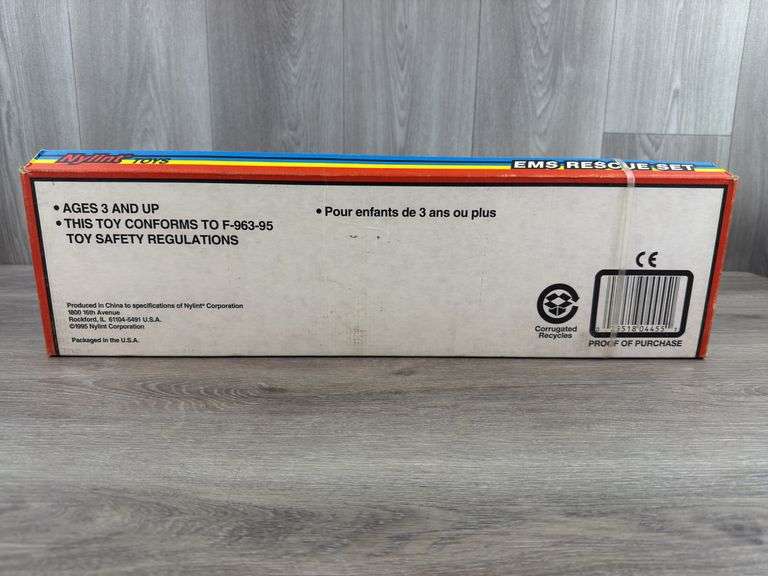 Nylint® TOYS
EMS RESCUE SET
• AGES 3 AND UP
• THIS TOY CONFORMS TO F-963-95
TOY SAFETY REGULATIONS
• Pour enfants de 3 ans ou plus
Produced in China to specifications of Nylint® Corporation
1800 16th Avenue
Rockford, IL 61104-5491 U.S.A.
©1995 Nylint Corporation
Packaged in the U.S.A.
Corrugated
Recycles
CE
PROOF OF PURCHASE